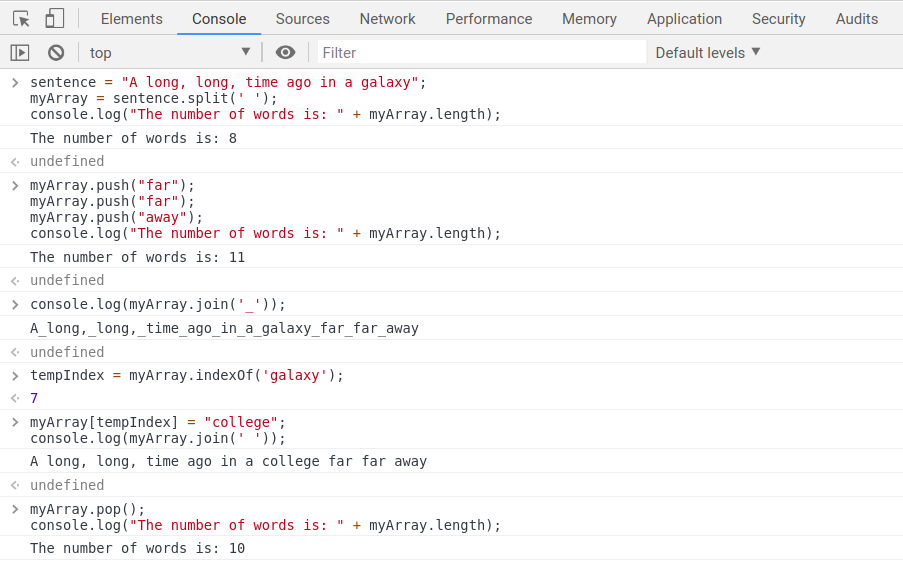 Elements Console Sources Network Performance Memory Application Security Audits
top ▼ Filter Default levels ▼
> sentence = "A long, long, time ago in a galaxy";
myArray = sentence.split(' ');
console.log("The number of words is: " + myArray.length);
The number of words is: 8
undefined
> myArray.push("far");
myArray.push("far");
myArray.push("away");
console.log("The number of words is: " + myArray.length);
The number of words is: 11
undefined
> console.log(myArray.join('_'));
A_long,_long,_time_ago_in_a_galaxy_far_far_away
undefined
> tempIndex = myArray.indexOf('galaxy');
7
> myArray[tempIndex] = "college";
console.log(myArray.join(' '));
A long, long, time ago in a college far far away
undefined
> myArray.pop();
console.log("The number of words is: " + myArray.length);
The number of words is: 10